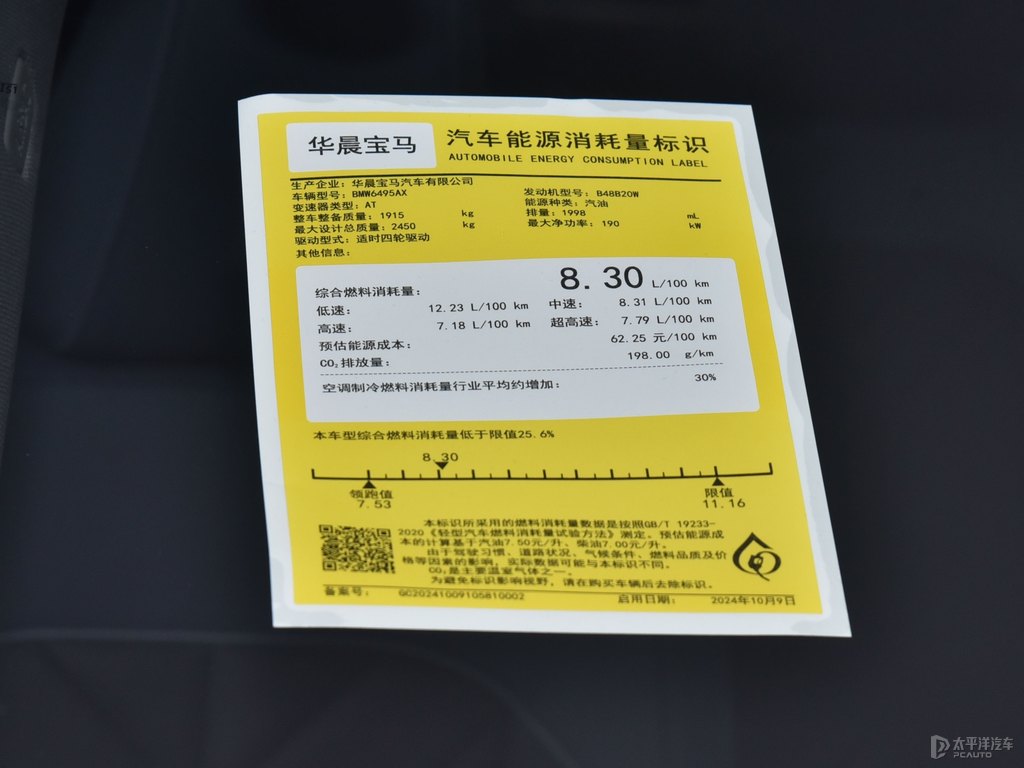 华晨宝马
汽车能源消耗量标识
AUTOMOBILE ENERGY CONSUMPTION LABEL
生产企业：华晨宝马汽车有限公司
车辆型号：BMW6495AX 发动机型号：B48B20W
变速器类型：AT 能源种类：汽油
整车整备质量：1915 kg 排量：1998 mL
最大设计总质量：2450 kg 最大净功率：190 kW
驱动型式：适时四轮驱动
其他信息：
综合燃料消耗量： 8.30 L/100 km
低速： 12.23 L/100 km 中速： 8.31 L/100 km
高速： 7.18 L/100 km 超高速： 7.79 L/100 km
预估能源成本： 62.25 元/100 km
CO₂排放量： 198.00 g/km
空调制冷燃料消耗量行业平均约增加： 30%
本车型综合燃料消耗量低于限值25.6%
8.30
领跑值 限值
7.53 11.16
本标识所采用的燃料消耗量数据是按照GB/T 19233-
2020《轻型汽车燃料消耗量试验方法》测定。预估能源成
本的计算基于汽油7.50元/升、柴油7.00元/升。
由于驾驶习惯、道路状况、气候条件、燃料品质及价
格等因素的影响，实际数据可能与本标识不同。
CO₂是主要温室气体之一。
为避免标识影响视野，请在购买车辆后去除标识。
备案号： GC20241009105810002 启用日期： 2024年10月9日
太平洋汽车
PCAUTO